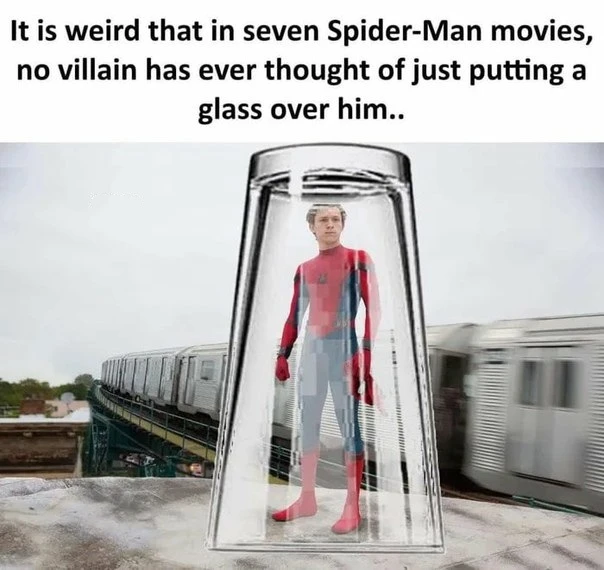 It is weird that in seven Spider-Man movies,
no villain has ever thought of just putting a
glass over him..